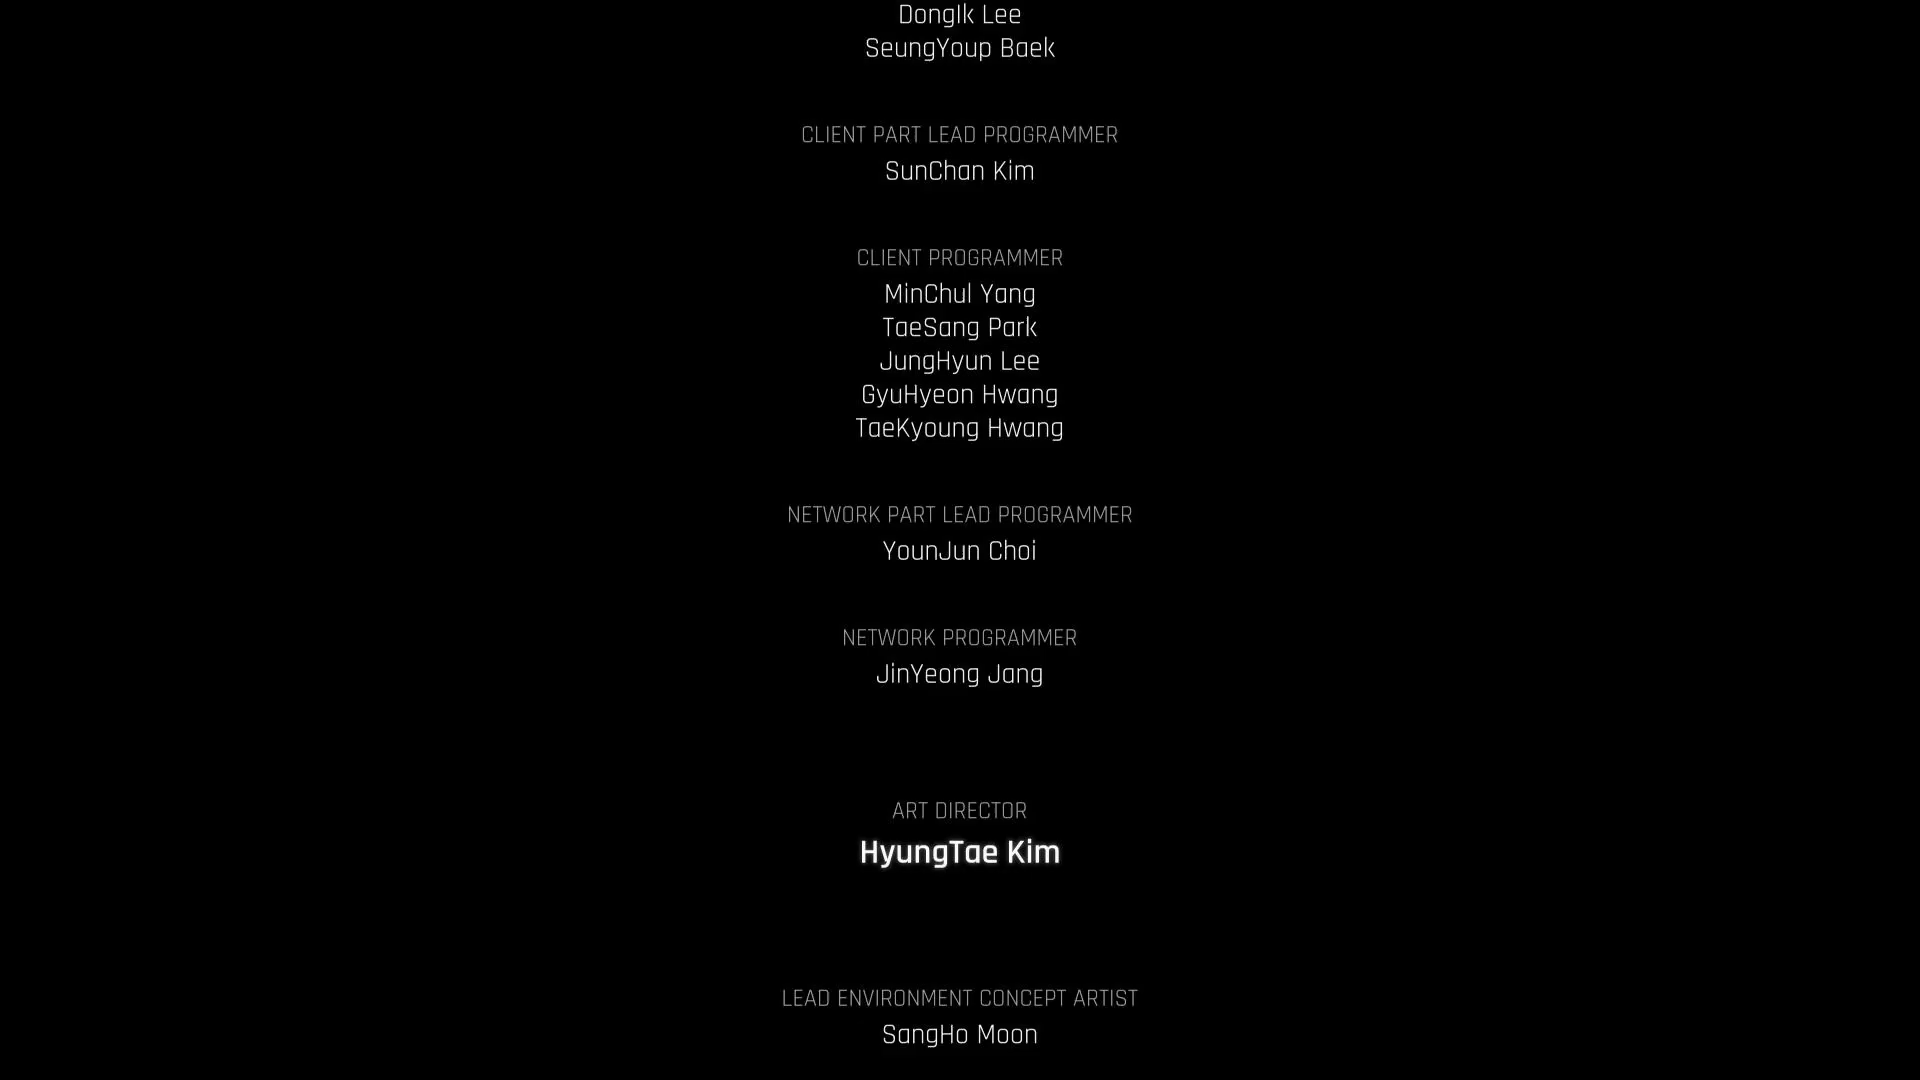 DongIk Lee
SeungYoup Baek
CLIENT PART LEAD PROGRAMMER
SunChan Kim
CLIENT PROGRAMMER
MinChul Yang
TaeSang Park
JungHyun Lee
GyuHyeon Hwang
TaeKyoung Hwang
NETWORK PART LEAD PROGRAMMER
YounJun Choi
NETWORK PROGRAMMER
JinYeong Jang
ART DIRECTOR
HyungTae Kim
LEAD ENVIRONMENT CONCEPT ARTIST
SangHo Moon